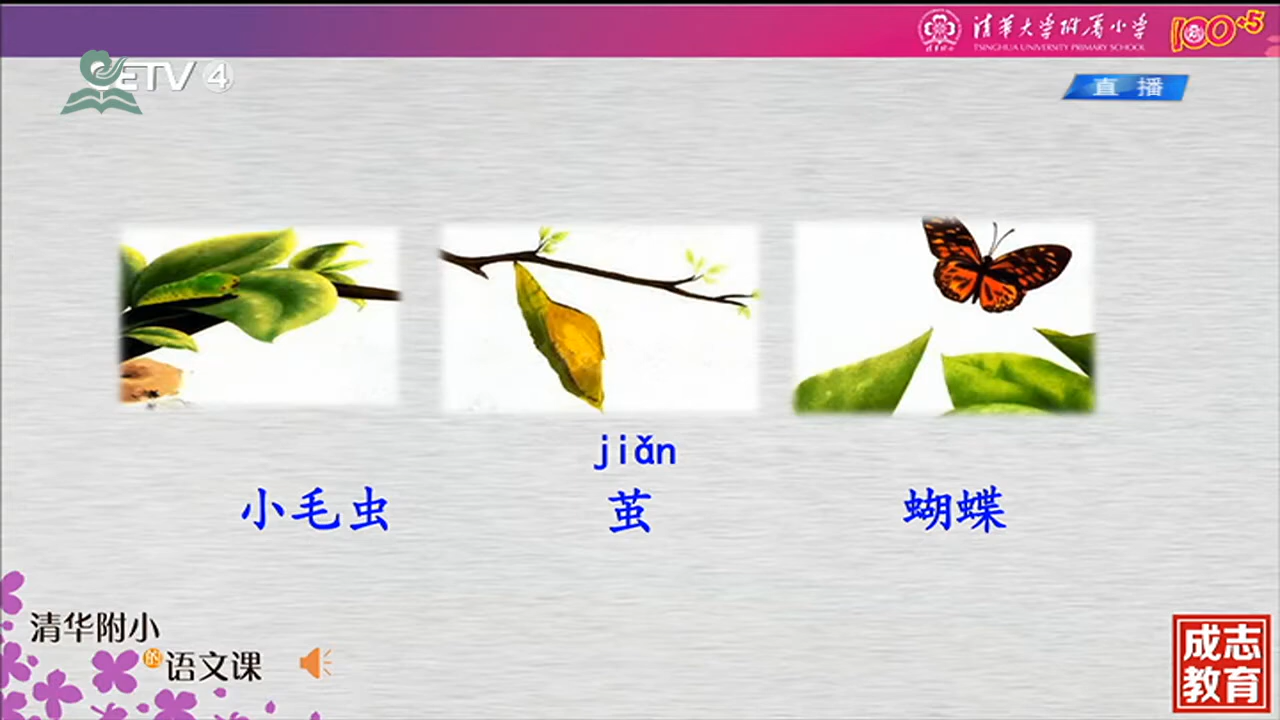 清华大学附属小学
TSINGHUA UNIVERSITY PRIMARY SCHOOL
100+5
CETV 4
直 播
jiǎn
小毛虫
茧
蝴蝶
清华附小
的语文课
成志
教育